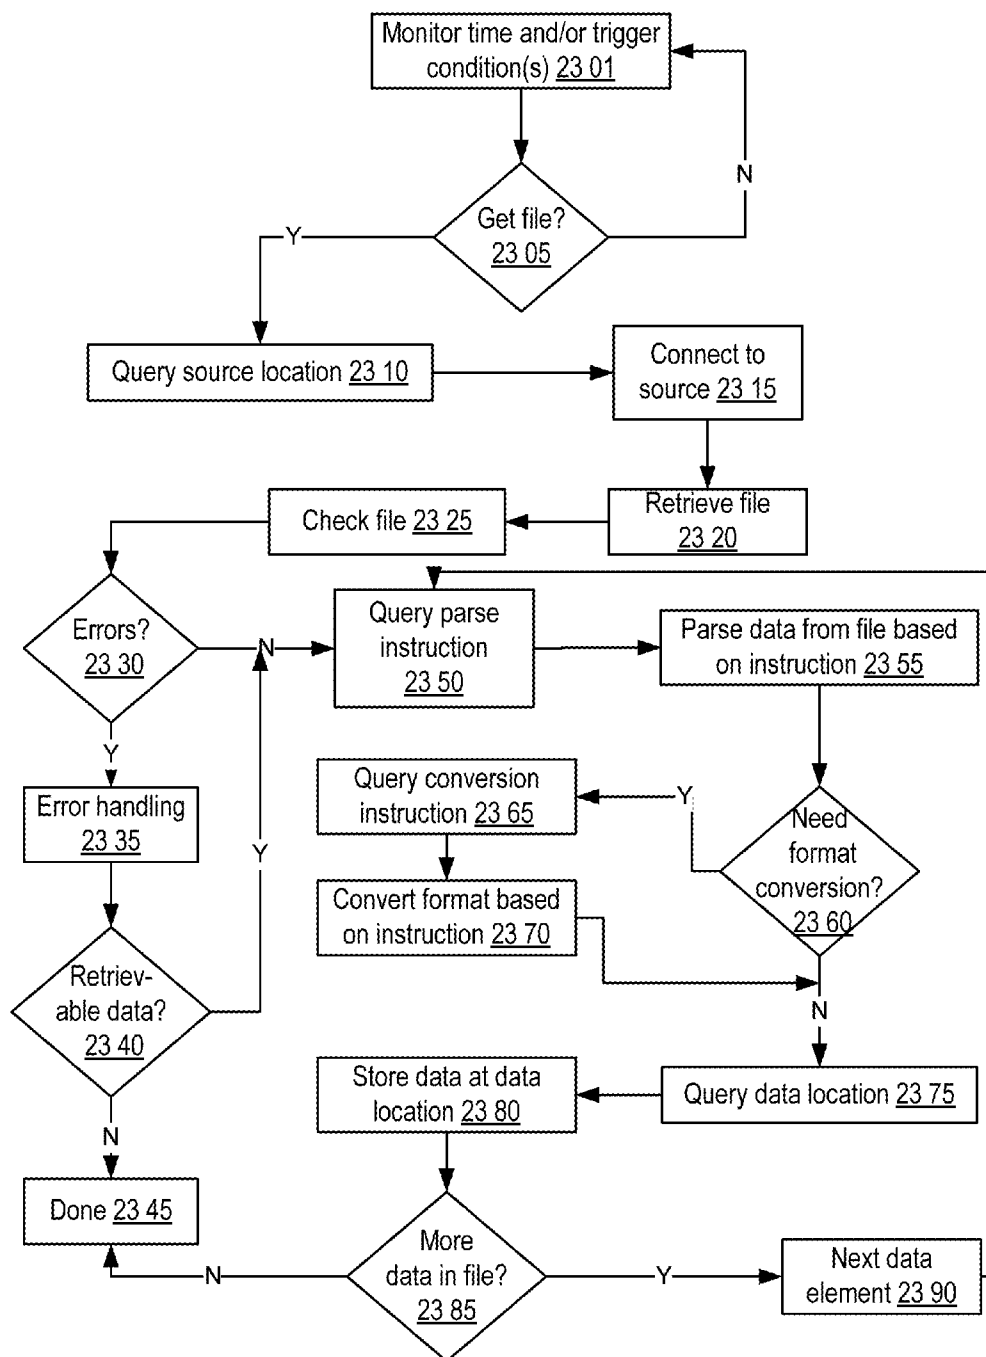 Monitor time and/or trigger
condition(s) 23 01
N
Get file?
23 05
Y
Query source location 23 10
Connect to
source 23 15
Retrieve file
23 20
Check file 23 25
Errors?
23 30
N
Query parse
instruction
23 50
Parse data from file based
on instruction 23 55
Y
Error handling
23 35
Y
Query conversion
instruction 23 65
Y
Need
format
conversion?
23 60
Convert format based
on instruction 23 70
Retriev-
able data?
23 40
N
Store data at data
location 23 80
Query data location 23 75
N
Done 23 45
More
data in file?
23 85
N
Y
Next data
element 23 90